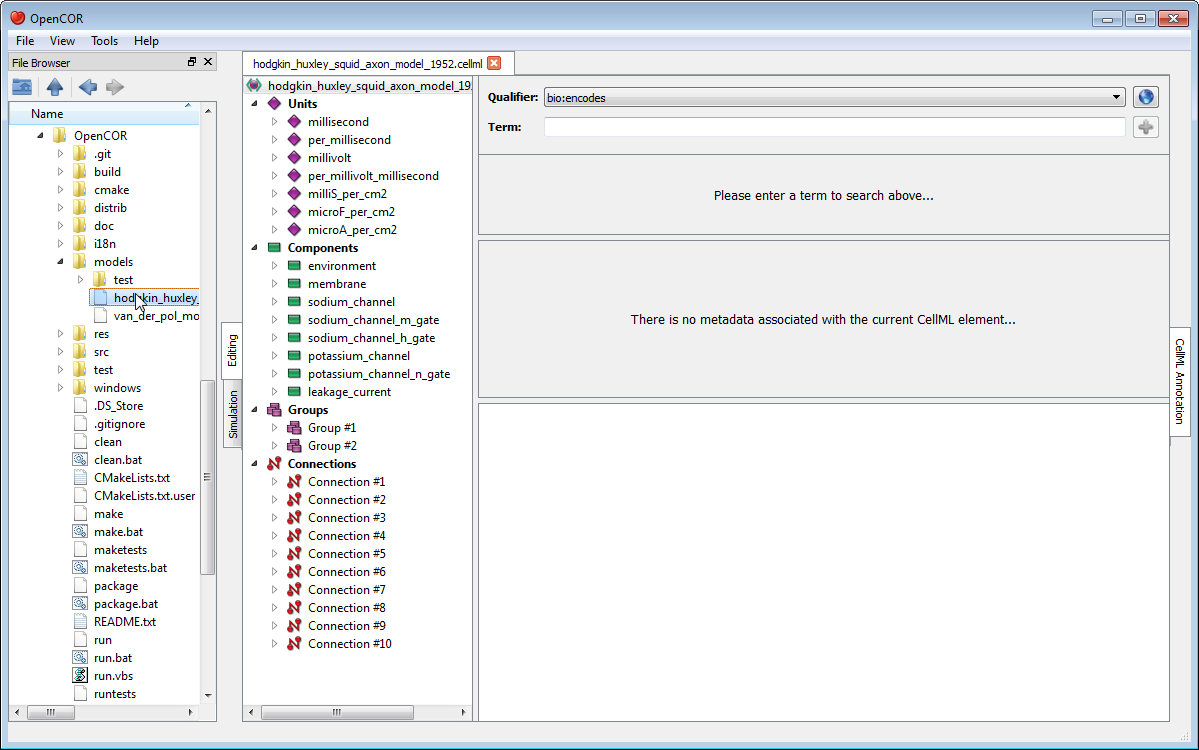 OpenCOR
File View Tools Help
File Browser
Name
OpenCOR
.git
build
cmake
distrib
doc
i18n
models
test
hodgkin_huxley_
van_der_pol_mo
res
src
test
windows
.DS_Store
.gitignore
clean
clean.bat
CMakeLists.txt
CMakeLists.txt.user
make
make.bat
maketests
maketests.bat
package
package.bat
README.txt
run
run.bat
run.vbs
runtests
Editing
Simulation
hodgkin_huxley_squid_axon_model_1952.cellml
hodgkin_huxley_squid_axon_model_19
Units
millisecond
per_millisecond
millivolt
per_millivolt_millisecond
milliS_per_cm2
microF_per_cm2
microA_per_cm2
Components
environment
membrane
sodium_channel
sodium_channel_m_gate
sodium_channel_h_gate
potassium_channel
potassium_channel_n_gate
leakage_current
Groups
Group #1
Group #2
Connections
Connection #1
Connection #2
Connection #3
Connection #4
Connection #5
Connection #6
Connection #7
Connection #8
Connection #9
Connection #10
Qualifier: bio:encodes
Term:
Please enter a term to search above...
There is no metadata associated with the current CellML element...
CellML Annotation